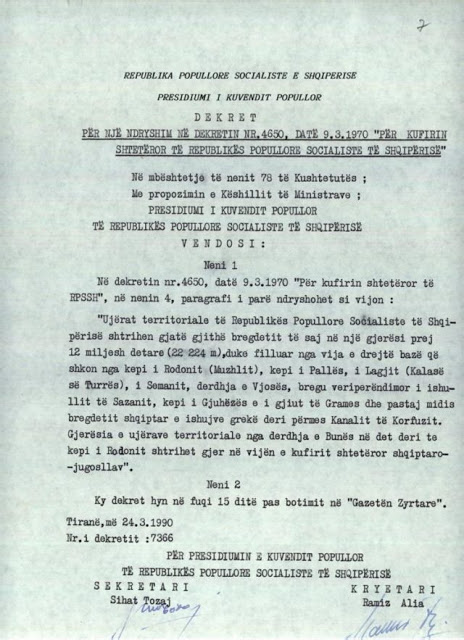 7
REPUBLIKA POPULLORE SOCIALISTE E SHQIPERISE
PRESIDIUMI I KUVENDIT POPULLOR
D E K R E T
PËR NJË NDRYSHIM NË DEKRETIN NR.4650, DATË 9.3.1970 "PËR KUFIRIN
SHTETËROR TË REPUBLIKËS POPULLORE SOCIALISTE TË SHQIPËRISË"
Në mbështetje të nenit 78 të Kushtetutës ;
Me propozimin e Këshillit të Ministrave ;
PRESIDIUMI I KUVENDIT POPULLOR
TË REPUBLIKËS POPULLORE SOCIALISTE TË SHQIPËRISË
V E N D O S I :
Neni 1
Në dekretin nr.4650, datë 9.3.1970 "Për kufirin shtetëror të
RPSSH", në nenin 4, paragrafi i parë ndryshohet si vijon :
"Ujërat territoriale të Republikës Popullore Socialiste të Shqi-
përisë shtrihen gjatë gjithë bregdetit të saj në një gjerësi prej
12 miljesh detare (22 224 m),duke filluar nga vija e drejtë bazë që
shkon nga kepi i Rodonit (Muzhlit), kepi i Pallës, i Lagjit (Kalasë
së Turrës), i Semanit, derdhja e Vjosës, bregu veriperëndimor i ishu-
llit të Sazanit, kepi i Gjuhëzës e i gjiut të Grames dhe pastaj midis
bregdetit shqiptar e ishujve grekë deri përmes Kanalit të Korfuzit.
Gjerësia e ujërave territoriale nga derdhja e Bunës në det deri te
kepi i Rodonit shtrihet gjer në vijën e kufirit shtetëror shqiptaro-
-jugosllav".
Neni 2
Ky dekret hyn në fuqi 15 ditë pas botimit në "Gazetën Zyrtare".
Tiranë,më 24.3.1990
Nr.i dekretit :7366
PËR PRESIDIUMIN E KUVENDIT POPULLOR
TË REPUBLIKËS POPULLORE SOCIALISTE TË SHQIPËRISË
S E K R E T A R I K R Y E T A R I
Sihat Tozaj Ramiz Alia